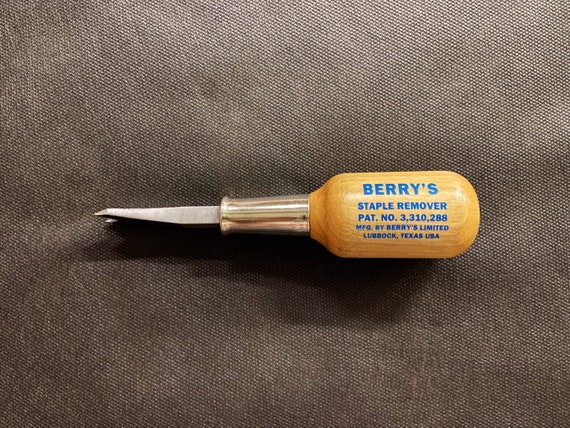 BERRY'S
STAPLE REMOVER
PAT. NO. 3,310,288
MFG. BY BERRY'S LIMITED
LUBBOCK, TEXAS USA